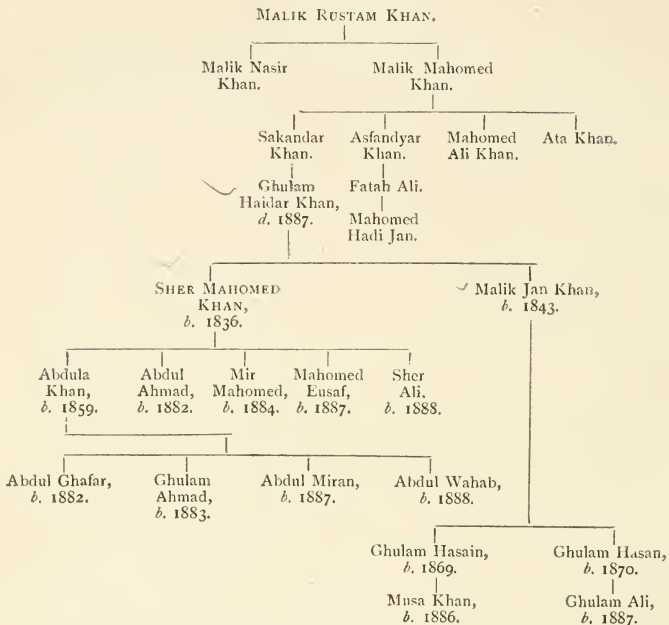 MALIK RUSTAM KHAN.
Malik Nasir Khan.
Malik Mahomed Khan.
Sakandar Khan.
Asfandyar Khan.
Mahomed Ali Khan.
Ata Khan.
Ghulam Haidar Khan, d. 1887.
Fatah Ali.
Mahomed Hadi Jan.
SHER MAHOMED KHAN, b. 1836.
Malik Jan Khan, b. 1843.
Abdula Khan, b. 1859.
Abdul Ahmad, b. 1882.
Mir Mahomed, b. 1884.
Mahomed Eusaf, b. 1887.
Sher Ali. b. 1888.
Abdul Ghafar, b. 1882.
Ghulam Ahmad, b. 1883.
Abdul Miran, b. 1887.
Abdul Wahab, b. 1888.
Ghulam Hasain, b. 1869.
Ghulam Hasan, b. 1870.
Musa Khan, b. 1886.
Ghulam Ali, b. 1887.